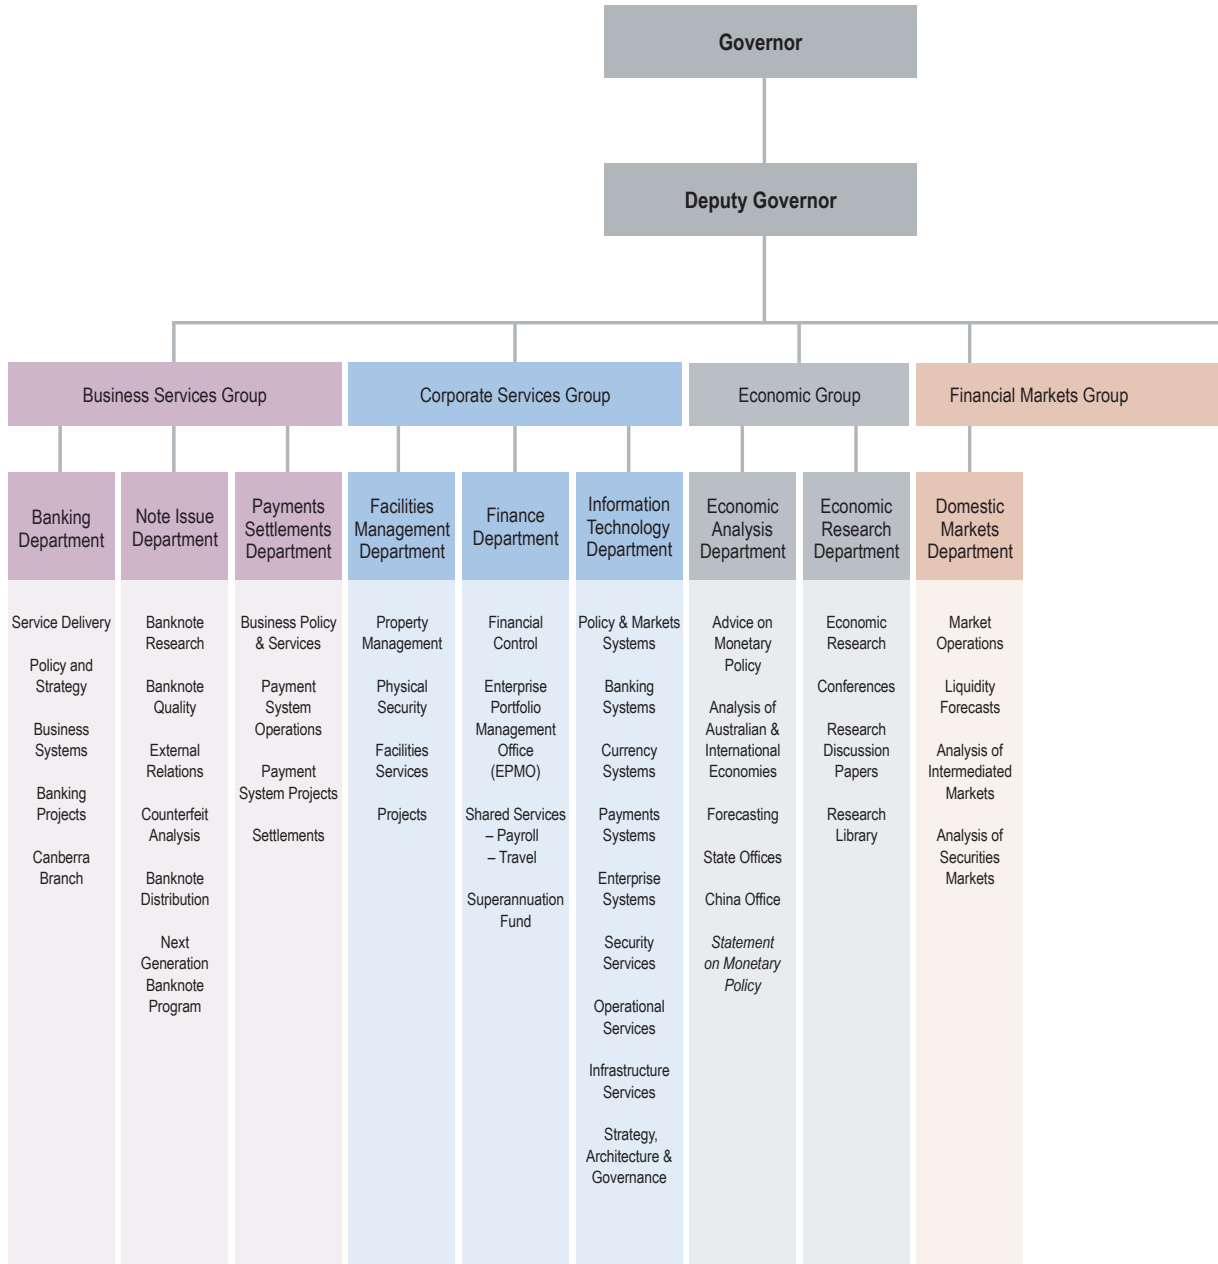 Governor
Deputy Governor
Business Services Group
Corporate Services Group
Economic Group
Financial Markets Group
Banking
Department
Note Issue
Department
Payments
Settlements
Department
Facilities
Management
Department
Finance
Department
Information
Technology
Department
Economic
Analysis
Department
Economic
Research
Department
Domestic
Markets
Department
Service Delivery
Policy and
Strategy
Business
Systems
Banking
Projects
Canberra
Branch
Banknote
Research
Banknote
Quality
External
Relations
Counterfeit
Analysis
Banknote
Distribution
Next
Generation
Banknote
Program
Business Policy
& Services
Payment
System
Operations
Payment
System Projects
Settlements
Property
Management
Physical
Security
Facilities
Services
Projects
Financial
Control
Enterprise
Portfolio
Management
Office
(EPMO)
Shared Services
– Payroll
– Travel
Superannuation
Fund
Policy & Markets
Systems
Banking
Systems
Currency
Systems
Payments
Systems
Enterprise
Systems
Security
Services
Operational
Services
Infrastructure
Services
Strategy,
Architecture &
Governance
Advice on
Monetary
Policy
Analysis of
Australian &
International
Economies
Forecasting
State Offices
China Office
Statement
on Monetary
Policy
Economic
Research
Conferences
Research
Discussion
Papers
Research
Library
Market
Operations
Liquidity
Forecasts
Analysis of
Intermediated
Markets
Analysis of
Securities
Markets